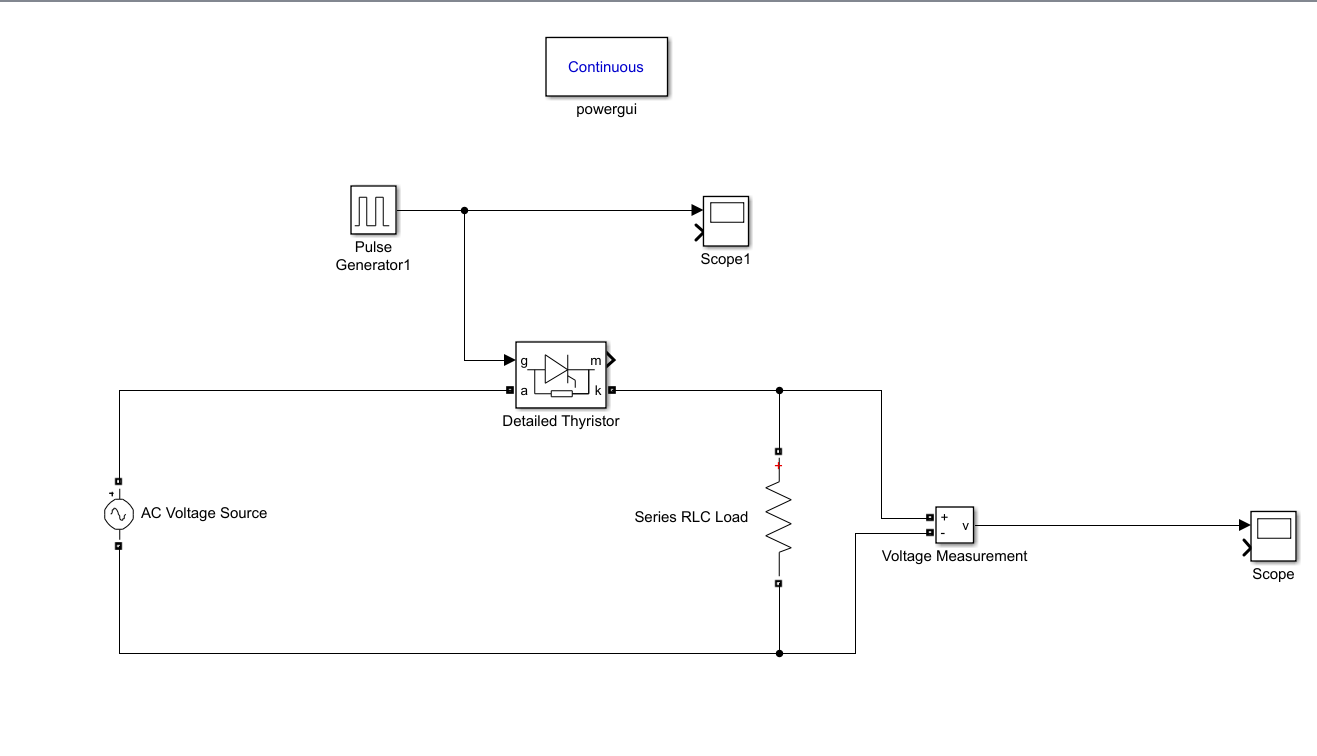 Continuous
powergui
Pulse
Generator1
Scope1
g
m
a
k
Detailed Thyristor
+
+
AC Voltage Source
Series RLC Load
+
v
-
Voltage Measurement
Scope